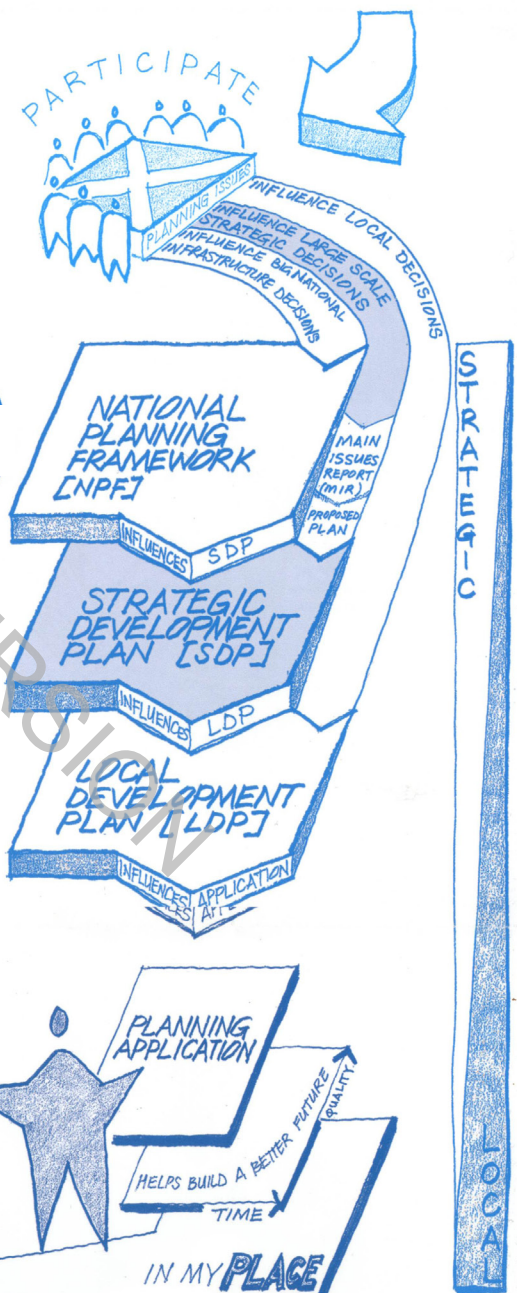 PARTICIPATE
PLANNING ISSUES
INFLUENCE LOCAL DECISIONS
INFLUENCE LARGE SCALE
STRATEGIC DECISIONS
INFLUENCE BIG NATIONAL
INFRASTRUCTURE DECISIONS
NATIONAL
PLANNING
FRAMEWORK
[NPF]
MAIN
ISSUES
REPORT
(MIR)
PROPOSED
PLAN
INFLUENCES SDP
STRATEGIC
DEVELOPMENT
PLAN [SDP]
INFLUENCES LDP
LOCAL
DEVELOPMENT
PLAN [LDP]
INFLUENCES APPLICATION
PLANNING
APPLICATION
HELPS BUILD A BETTER FUTURE
QUALITY
TIME
IN MY PLACE
STRATEGIC
LOCAL